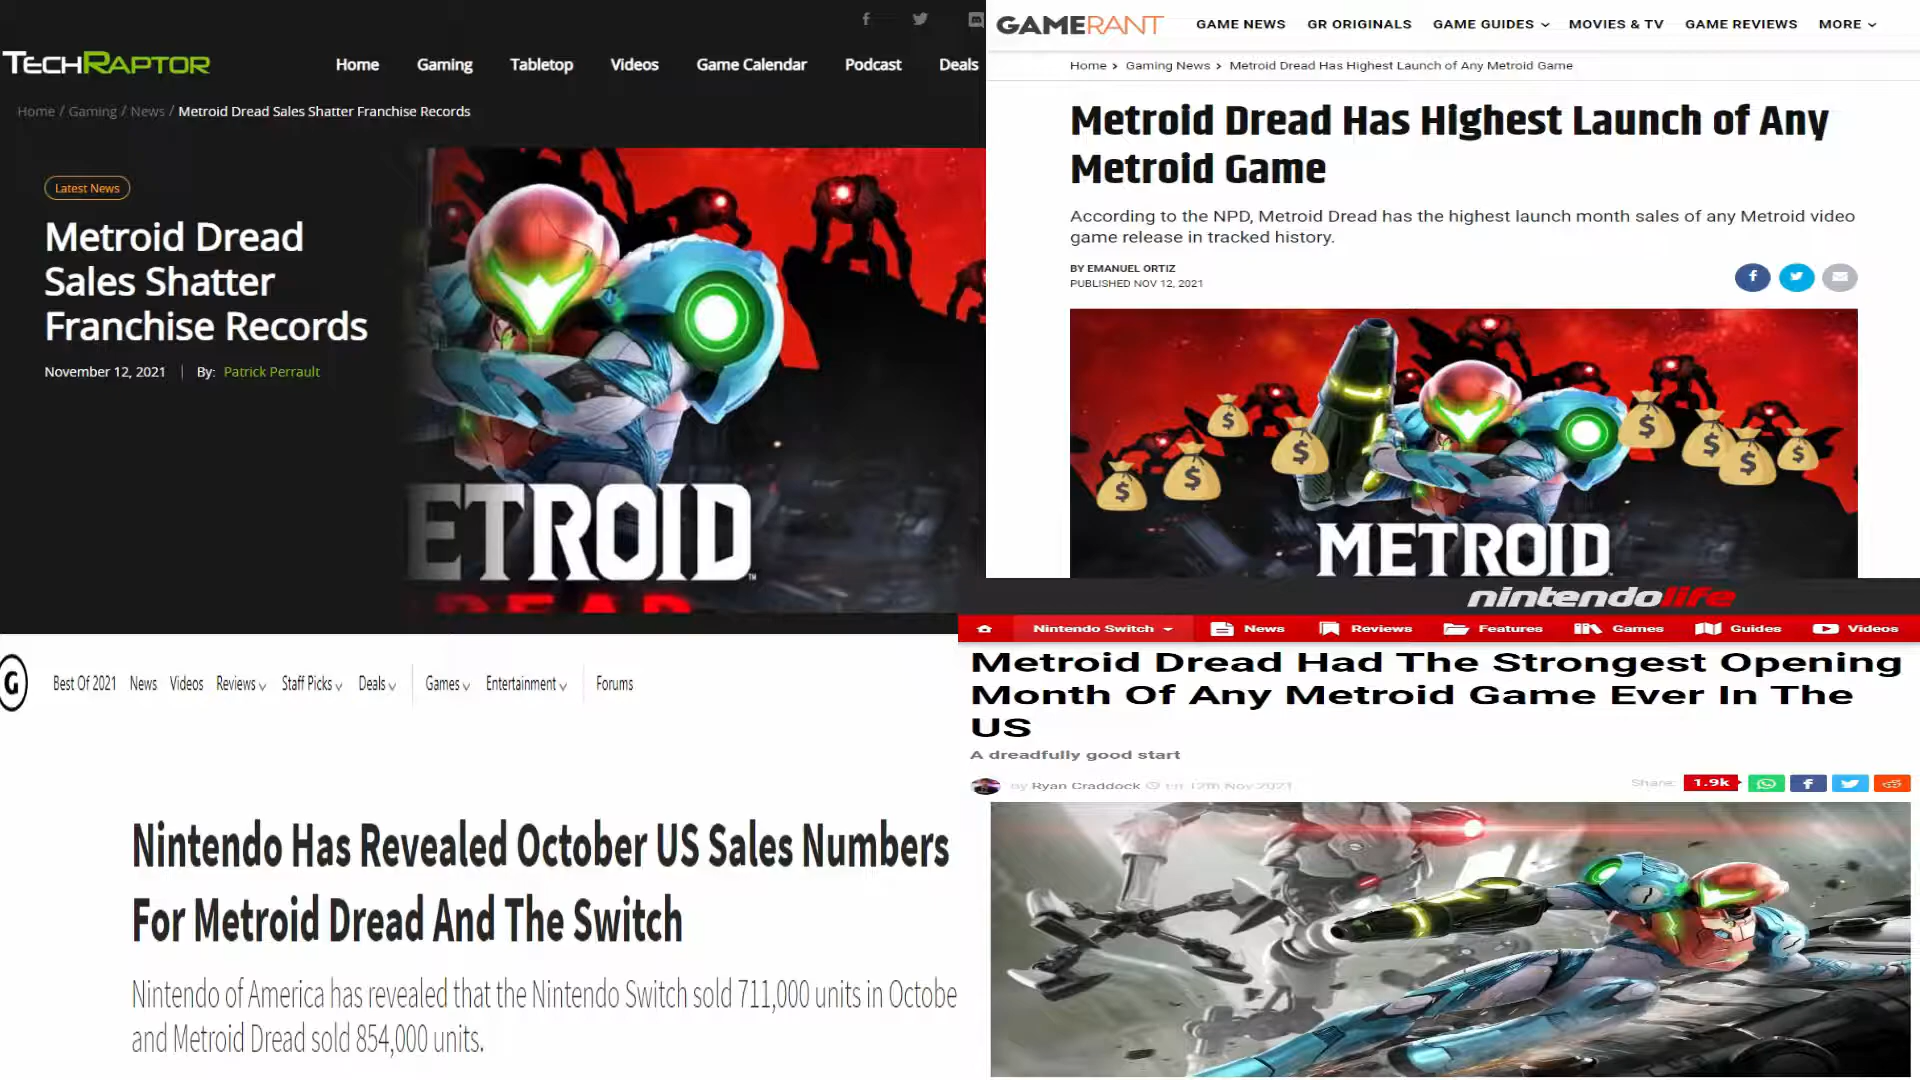 TECHRAPTOR
Home Gaming Tabletop Videos Game Calendar Podcast Deals
Home / Gaming / News / Metroid Dread Sales Shatter Franchise Records
Latest News
Metroid Dread
Sales Shatter
Franchise Records
November 12, 2021 | By: Patrick Perrault
ETROID
DEAD
GAMERANT
GAME NEWS GR ORIGINALS GAME GUIDES MOVIES & TV GAME REVIEWS MORE
Home > Gaming News > Metroid Dread Has Highest Launch of Any Metroid Game
Metroid Dread Has Highest Launch of Any
Metroid Game
According to the NPD, Metroid Dread has the highest launch month sales of any Metroid video
game release in tracked history.
BY EMANUEL ORTIZ
PUBLISHED NOV 12, 2021
$ $ $ $ $ $ $ $
METROID
G
Best Of 2021 News Videos Reviews Staff Picks Deals Games Entertainment Forums
Nintendo Has Revealed October US Sales Numbers
For Metroid Dread And The Switch
Nintendo of America has revealed that the Nintendo Switch sold 711,000 units in Octobe
and Metroid Dread sold 854,000 units.
nintendolife
Nintendo Switch News Reviews Features Games Guides Videos
Metroid Dread Had The Strongest Opening
Month Of Any Metroid Game Ever In The
US
A dreadfully good start
by Ryan Craddock 12th Nov 2021
Share: 1.9k